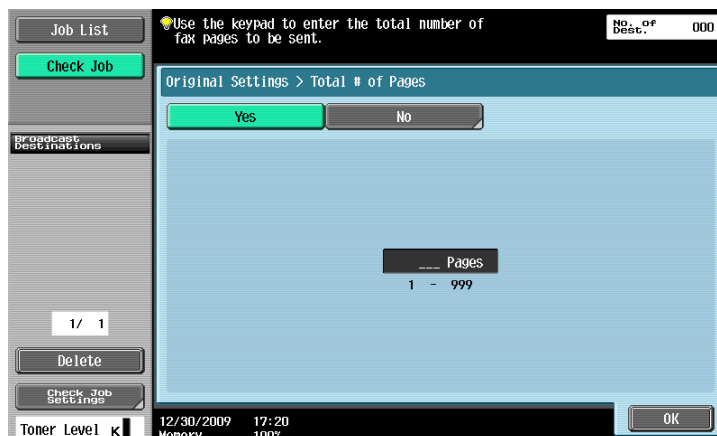 Job List
Check Job
Broadcast
Destinations
1/ 1
Delete
Check Job
Settings
Toner Level K
Use the keypad to enter the total number of
fax pages to be sent.
No. of
Dest. 000
Original Settings > Total # of Pages
Yes
No
___ Pages
1 - 999
12/30/2009 17:20
Memory 100%
OK